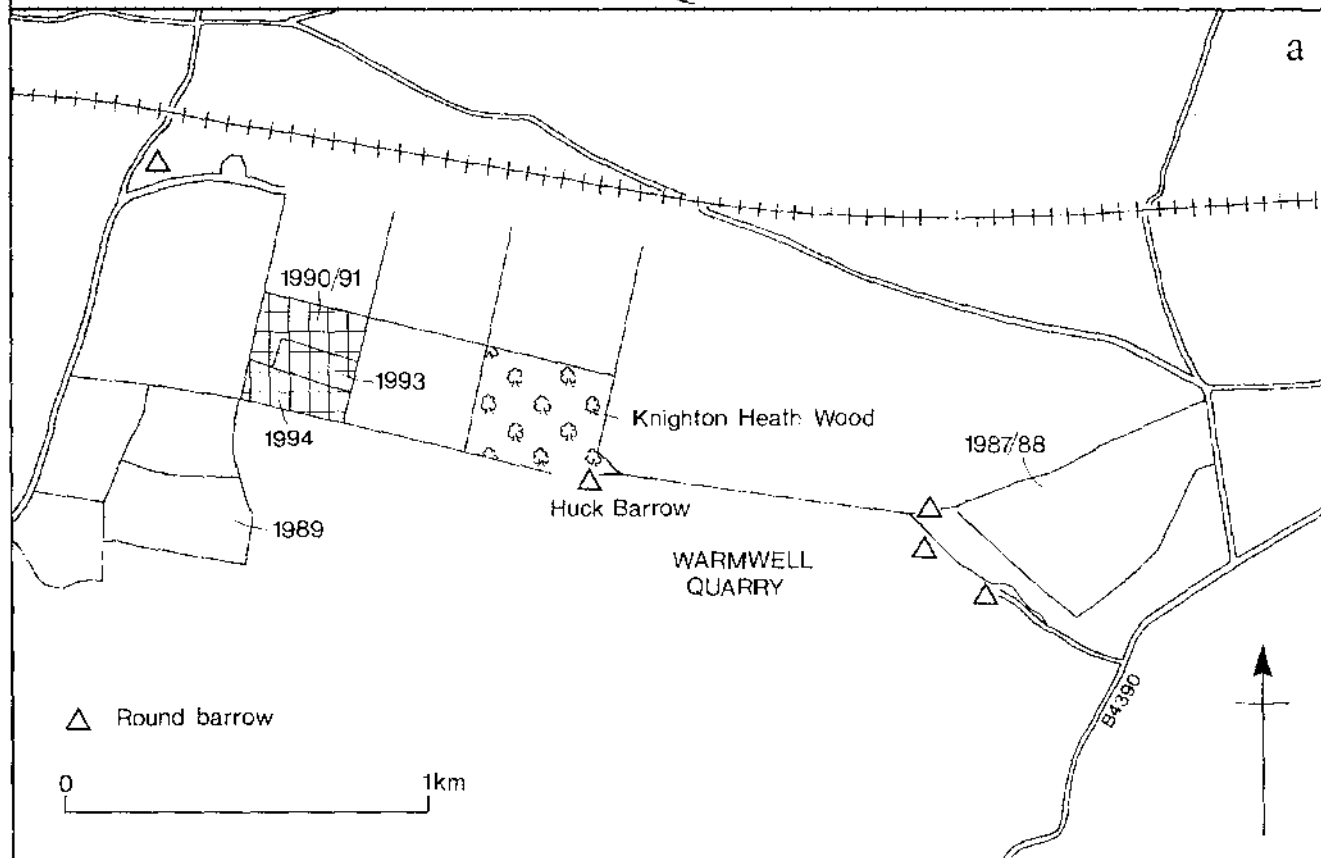 a
1990/91
1993
1994
Knighton Heath Wood
1987/88
Huck Barrow
1989
WARMWELL
QUARRY
B4390
Round barrow
0
1km